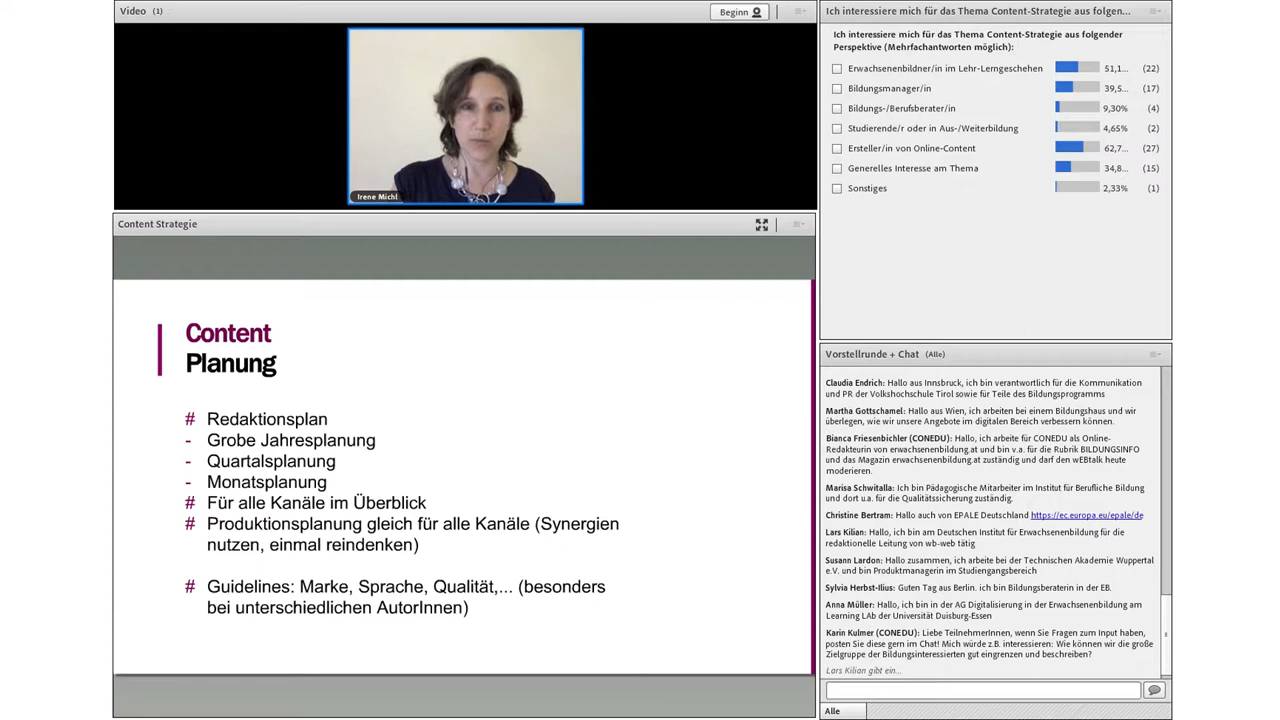 Video (1)
Beginn
Irene Michl
Content Strategie
Content
Planung
# Redaktionsplan
- Grobe Jahresplanung
- Quartalsplanung
- Monatsplanung
# Für alle Kanäle im Überblick
# Produktionsplanung gleich für alle Kanäle (Synergien
nutzen, einmal reindenken)
# Guidelines: Marke, Sprache, Qualität,... (besonders
bei unterschiedlichen AutorInnen)
Ich interessiere mich für das Thema Content-Strategie aus folgen...
Ich interessiere mich für das Thema Content-Strategie aus folgender
Perspektive (Mehrfachantworten möglich):
Erwachsenenbildner/in im Lehr-Lerngeschehen 51,1... (22)
Bildungsmanager/in 39,5... (17)
Bildungs-/Berufsberater/in 9,30% (4)
Studierende/r oder in Aus-/Weiterbildung 4,65% (2)
Ersteller/in von Online-Content 62,7... (27)
Generelles Interesse am Thema 34,8... (15)
Sonstiges 2,33% (1)
Vorstellrunde + Chat (Alle)
Claudia Endrich: Hallo aus Innsbruck, ich bin verantwortlich für die Kommunikation
und PR der Volkshochschule Tirol sowie für Teile des Bildungsprogramms
Martha Gottschamel: Hallo aus Wien, ich arbeiten bei einem Bildungshaus und wir
überlegen, wie wir unsere Angebote im digitalen Bereich verbessern können.
Bianca Friesenbichler (CONEDU): Hallo, ich arbeite für CONEDU als Online-
Redakteurin von erwachsenenbildung.at und bin v.a. für die Rubrik BILDUNGSINFO
und das Magazin erwachsenenbildung.at zuständig und darf den wEBtalk heute
moderieren.
Marisa Schwitalla: Ich bin Pädagogische Mitarbeiter im Institut für Berufliche Bildung
und dort u.a. für die Qualitätssicherung zuständig.
Christine Bertram: Hallo auch von EPALE Deutschland https://ec.europa.eu/epale/de
Lars Kilian: Hallo, ich bin am Deutschen Institut für Erwachsenenbildung für die
redaktionelle Leitung von wb-web tätig
Susann Lardon: Hallo zusammen, ich arbeite bei der Technischen Akademie Wuppertal
e.V. und bin Produktmanagerin im Studiengangsbereich
Sylvia Herbst-Ilius: Guten Tag aus Berlin. ich bin Bildungsberaterin in der EB.
Anna Müller: Hallo, ich bin in der AG Digitalisierung in der Erwachsenenbildung am
Learning LAb der Universität Duisburg-Essen
Karin Kulmer (CONEDU): Liebe TeilnehmerInnen, wenn Sie Fragen zum Input haben,
posten Sie diese gern im Chat! Mich würde z.B. interessieren: Wie können wir die große
Zielgruppe der Bildungsinteressierten gut eingrenzen und beschreiben?
Lars Kilian gibt ein...
Alle